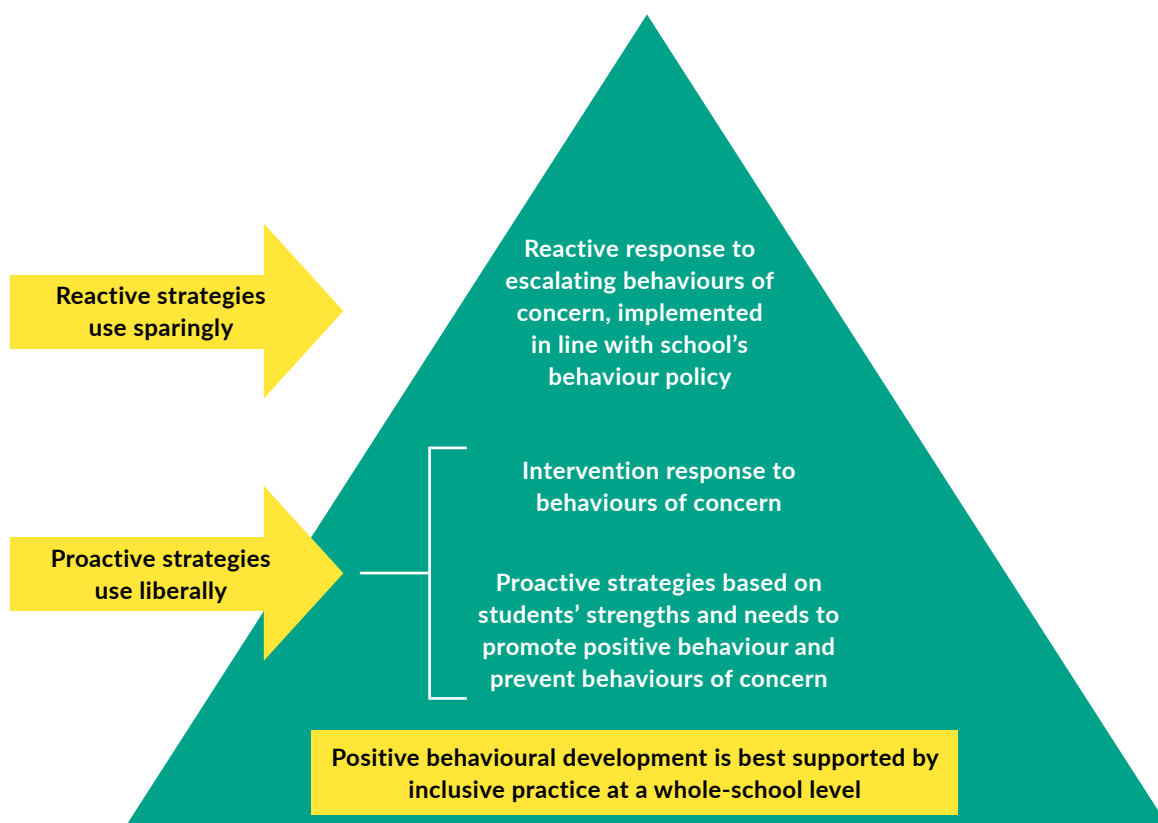 Reactive response to
escalating behaviours of
concern, implemented
in line with school’s
behaviour policy
Reactive strategies
use sparingly
Intervention response to
behaviours of concern
Proactive strategies
use liberally
Proactive strategies based on
students’ strengths and needs to
promote positive behaviour and
prevent behaviours of concern
Positive behavioural development is best supported by
inclusive practice at a whole-school level